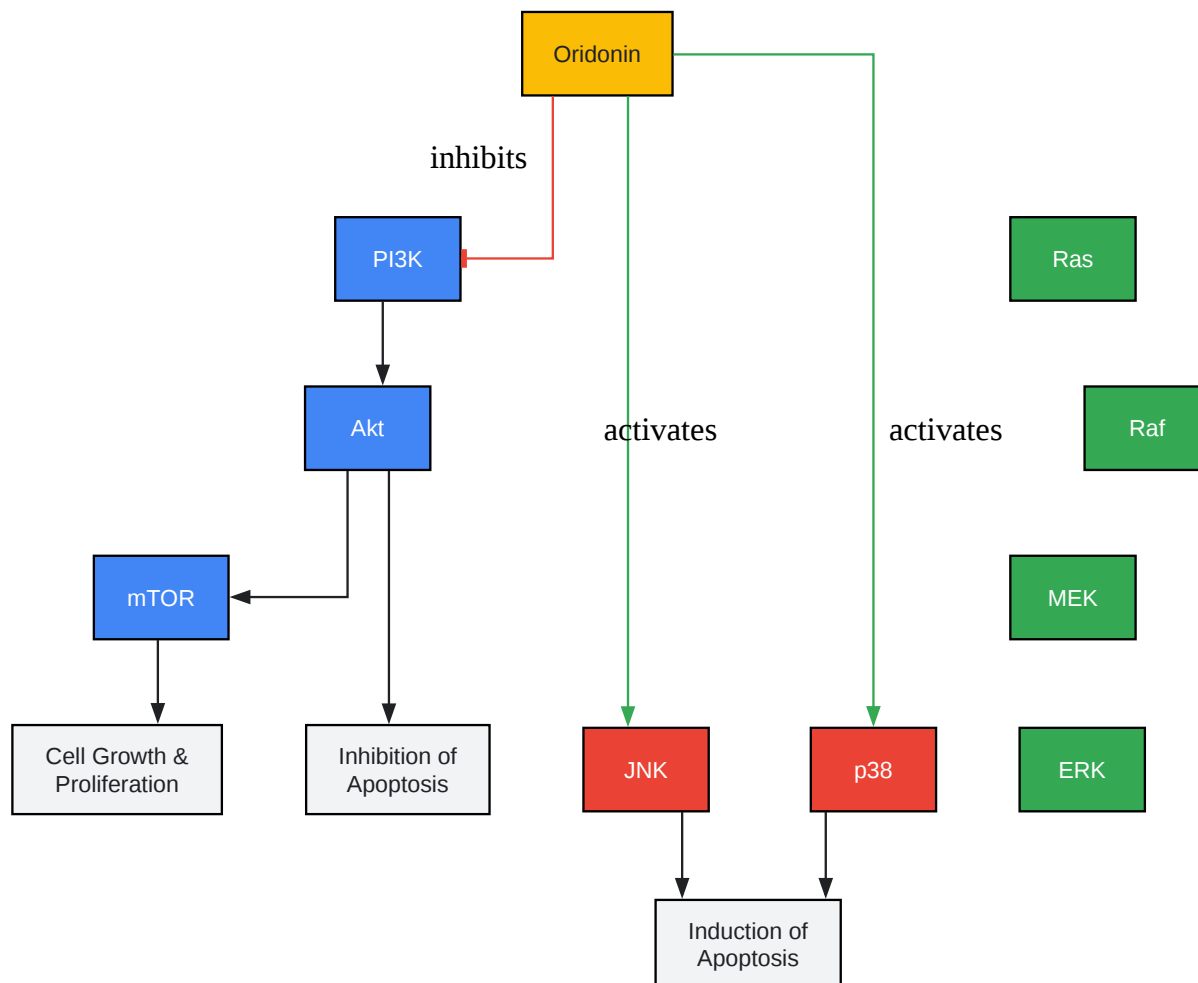 Oridonin
inhibits
PI3K
Ras
Akt
activates
activates
Raf
mTOR
MEK
Cell Growth &
Proliferation
Inhibition of
Apoptosis
JNK
p38
ERK
Induction of
Apoptosis